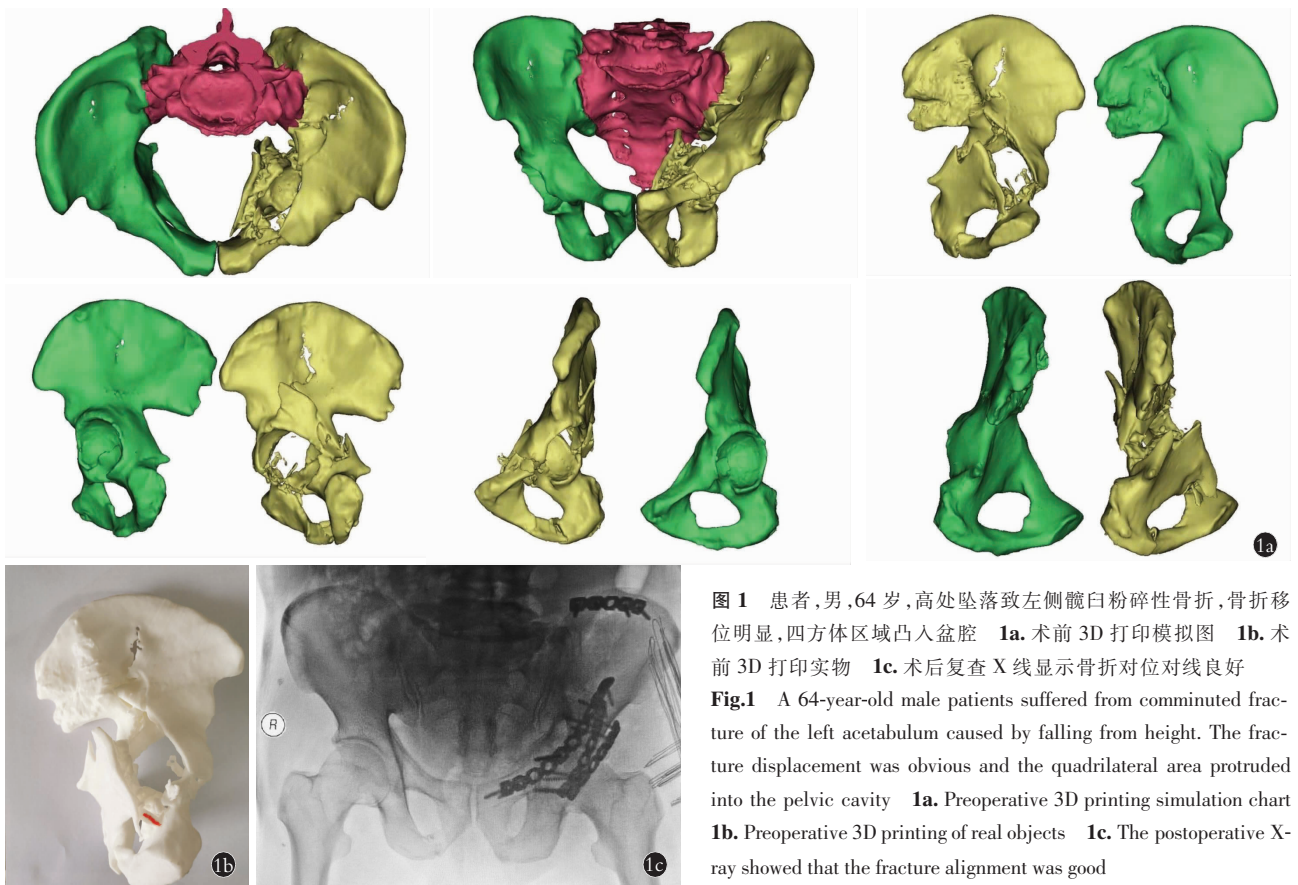 1a
1b
R
1c
图 1 患者,男,64 岁,高处坠落致左侧髋臼粉碎性骨折,骨折移
位明显,四方体区域凸入盆腔 1a. 术前 3D 打印模拟图 1b. 术
前 3D 打印实物 1c. 术后复查 X 线显示骨折对位对线良好
Fig.1 A 64-year-old male patients suffered from comminuted frac-
ture of the left acetabulum caused by falling from height. The frac-
ture displacement was obvious and the quadrilateral area protruded
into the pelvic cavity 1a. Preoperative 3D printing simulation chart
1b. Preoperative 3D printing of real objects 1c. The postoperative X-
ray showed that the fracture alignment was good